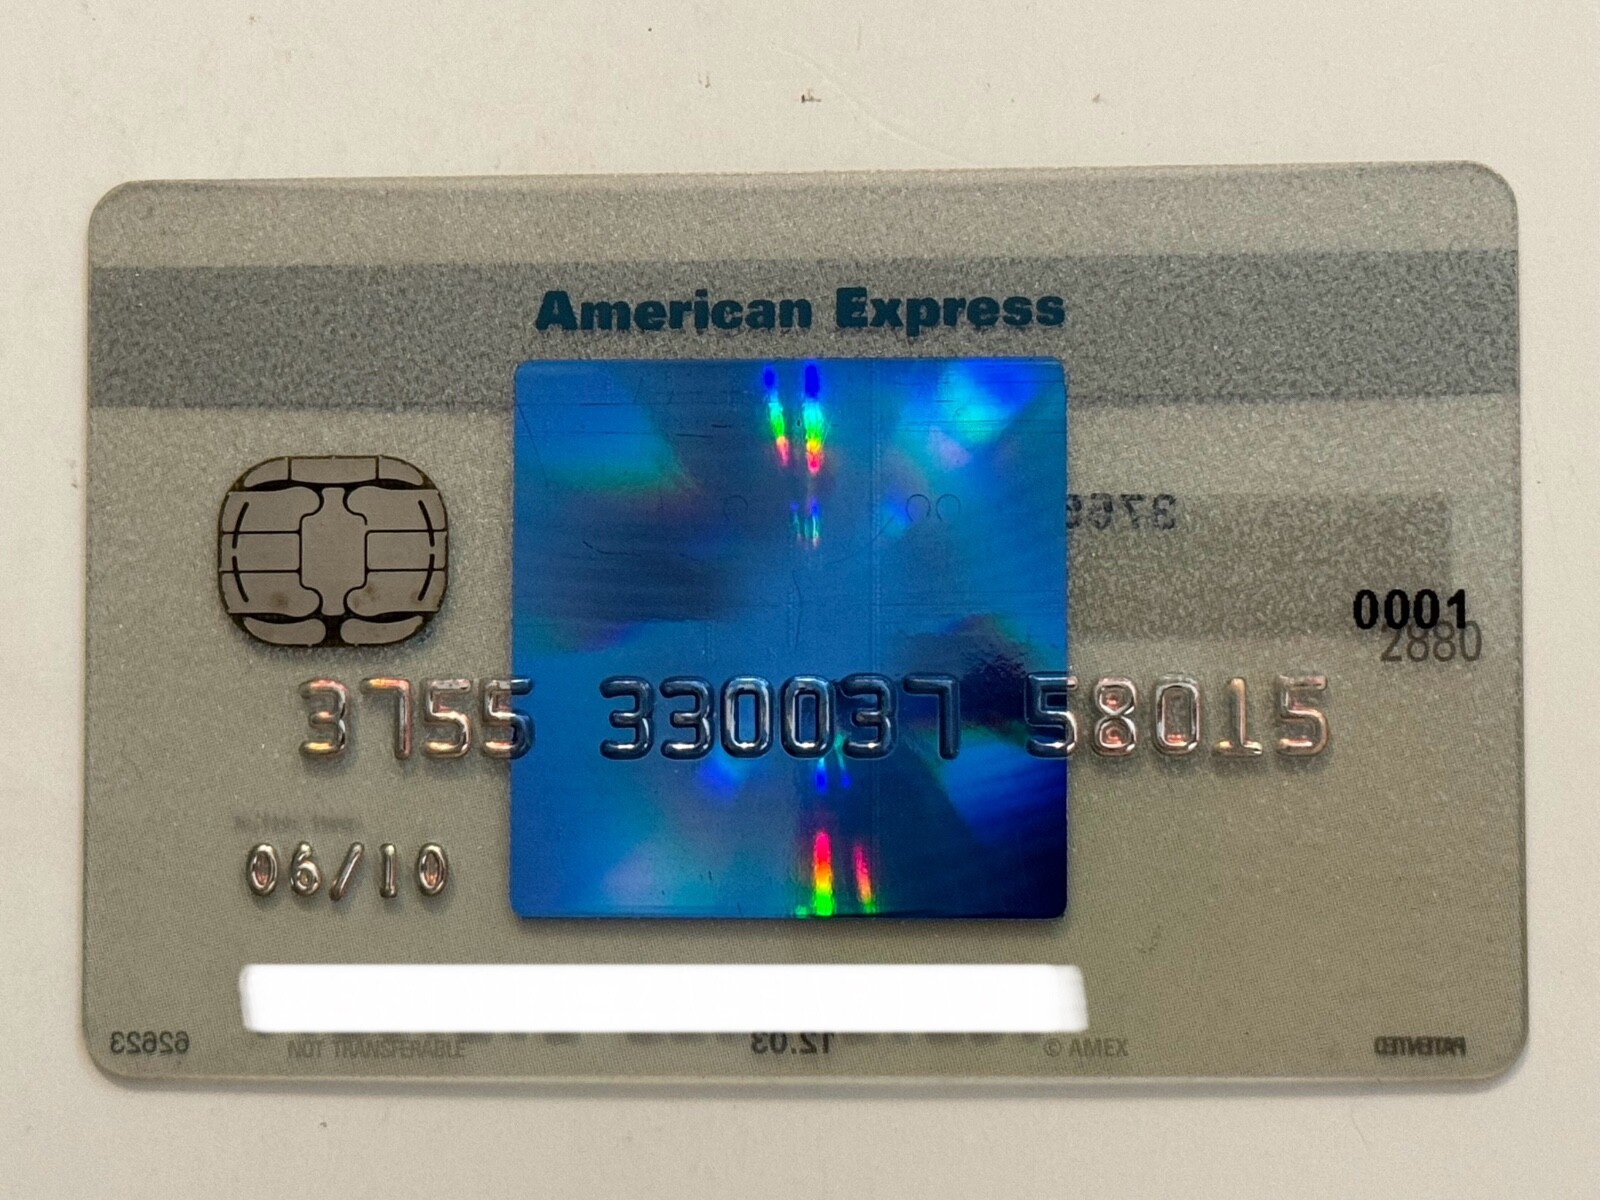 American Express
0001
2880
3755 330037 58015
06/10
62623 NOT TRANSFERABLE 12.03 © AMEX PATENTED